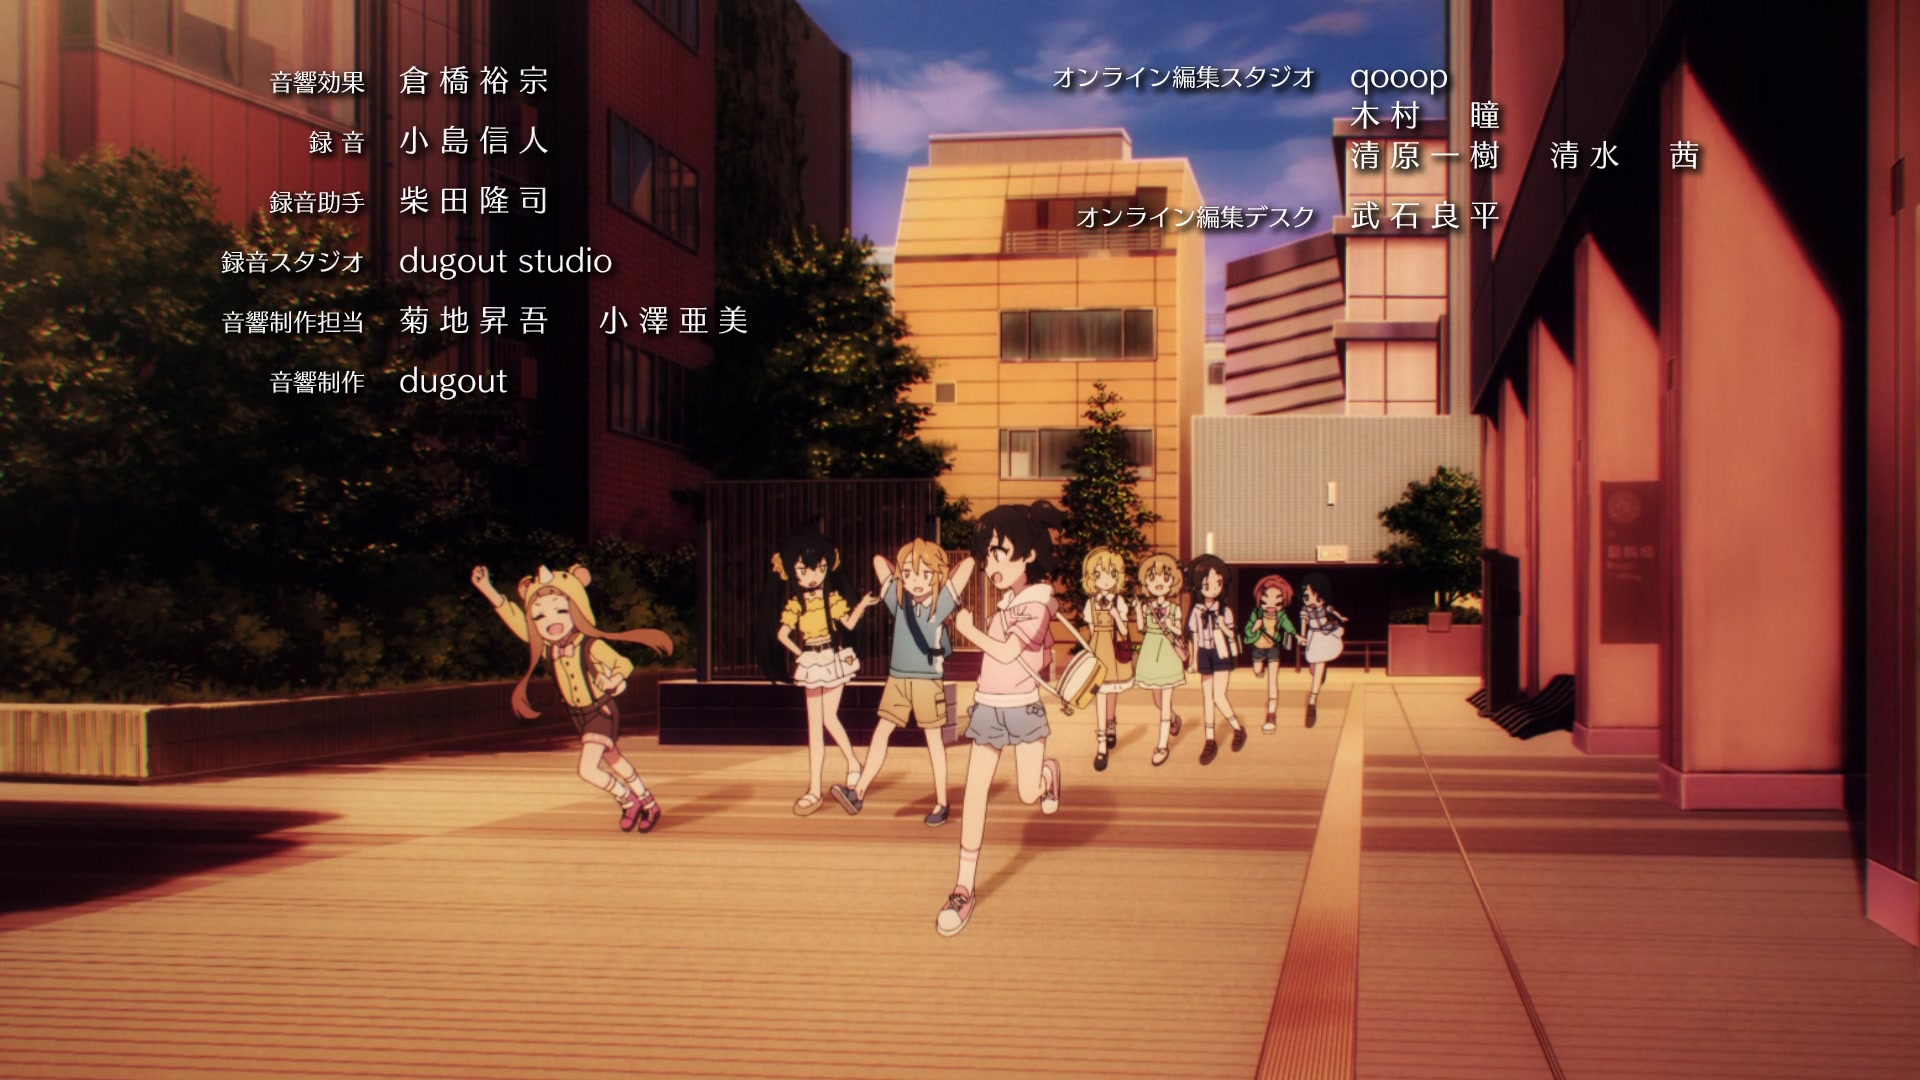 音響効果 倉橋裕宗
録音 小島信人
録音助手 柴田隆司
録音スタジオ dugout studio
音響制作担当 菊地昇吾 小澤亜美
音響制作 dugout
オンライン編集スタジオ qooop
木村 瞳
清原一樹 清水 茜
オンライン編集デスク 武石良平